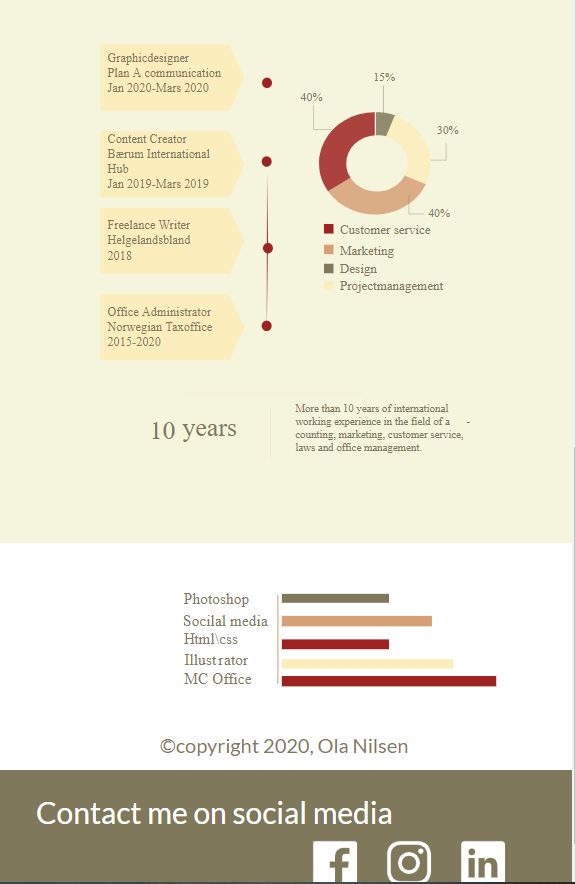 Graphicdesigner
Plan A communication
Jan 2020-Mars 2020
Content Creator
Bærum International
Hub
Jan 2019-Mars 2019
Freelance Writer
Helgelandsbland
2018
Office Administrator
Norwegian Taxoffice
2015-2020
15%
40%
30%
40%
Customer service
Marketing
Design
Projectmanagement
10 years
More than 10 years of international
working experience in the field of a -
counting, marketing, customer service,
laws and office management.
Photoshop
Socilal media
Html\css
Illustrator
MC Office
©copyright 2020, Ola Nilsen
Contact me on social media